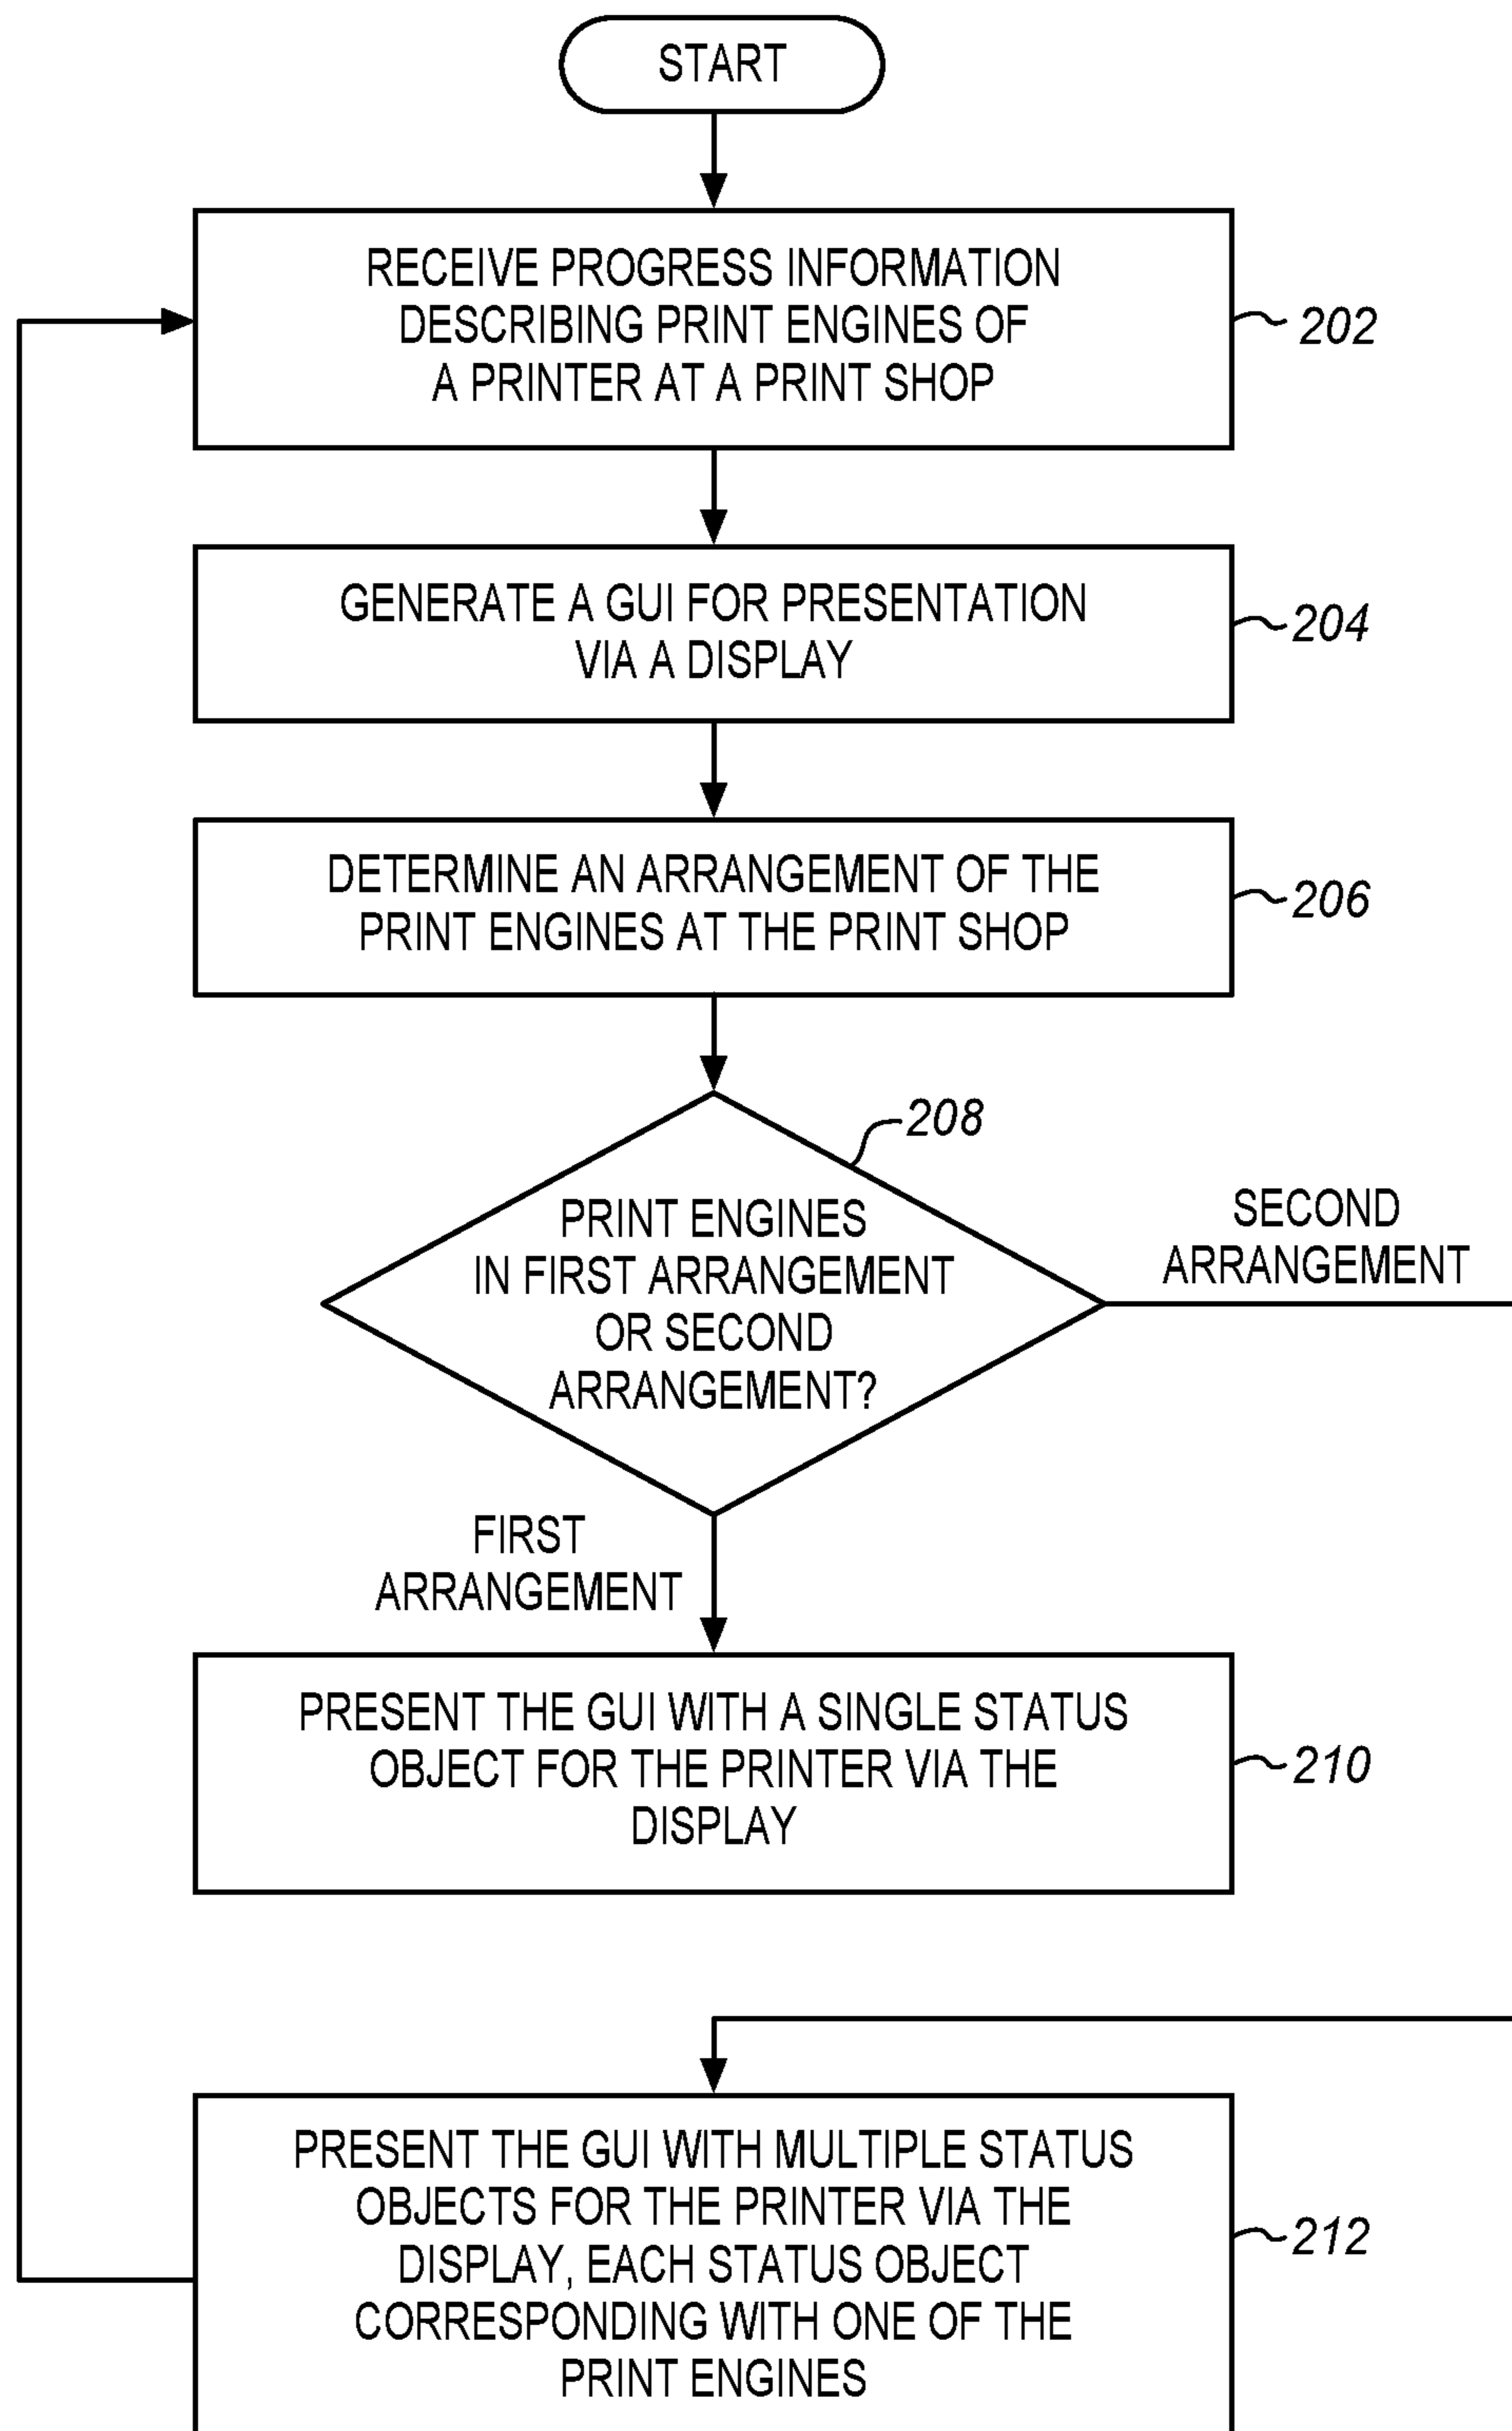 START
RECEIVE PROGRESS INFORMATION
DESCRIBING PRINT ENGINES OF
A PRINTER AT A PRINT SHOP
202
GENERATE A GUI FOR PRESENTATION
VIA A DISPLAY
204
DETERMINE AN ARRANGEMENT OF THE
PRINT ENGINES AT THE PRINT SHOP
206
208
PRINT ENGINES
IN FIRST ARRANGEMENT
OR SECOND
ARRANGEMENT?
SECOND
ARRANGEMENT
FIRST
ARRANGEMENT
PRESENT THE GUI WITH A SINGLE STATUS
OBJECT FOR THE PRINTER VIA THE
DISPLAY
210
PRESENT THE GUI WITH MULTIPLE STATUS
OBJECTS FOR THE PRINTER VIA THE
DISPLAY, EACH STATUS OBJECT
CORRESPONDING WITH ONE OF THE
PRINT ENGINES
212